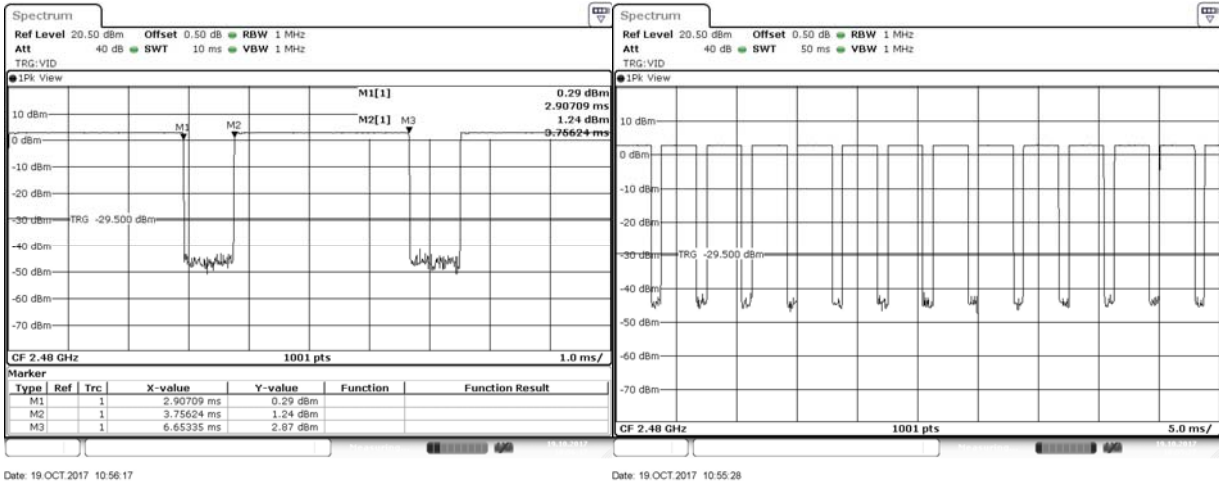 Spectrum
Ref Level 20.50 dBm Offset 0.50 dB RBW 1 MHz
Att 40 dB SWT 10 ms VBW 1 MHz
TRG:VID
1Pk View
M1[1] 0.29 dBm
2.90709 ms
M2[1] 1.24 dBm
3.75624 ms
10 dBm
M1
M2
M3
0 dBm
-10 dBm
-20 dBm
-30 dBm
TRG -29.500 dBm
-40 dBm
-50 dBm
-60 dBm
-70 dBm
CF 2.48 GHz 1001 pts 1.0 ms/
Marker
Type Ref Trc X-value Y-value Function Function Result
M1 1 2.90709 ms 0.29 dBm
M2 1 3.75624 ms 1.24 dBm
M3 1 6.65335 ms 2.87 dBm
Date: 19.OCT.2017 10:56:17
Spectrum
Ref Level 20.50 dBm Offset 0.50 dB RBW 1 MHz
Att 40 dB SWT 50 ms VBW 1 MHz
TRG:VID
1Pk View
10 dBm
0 dBm
-10 dBm
-20 dBm
-30 dBm
TRG -29.500 dBm
-40 dBm
-50 dBm
-60 dBm
-70 dBm
CF 2.48 GHz 1001 pts 5.0 ms/
Date: 19.OCT.2017 10:55:28